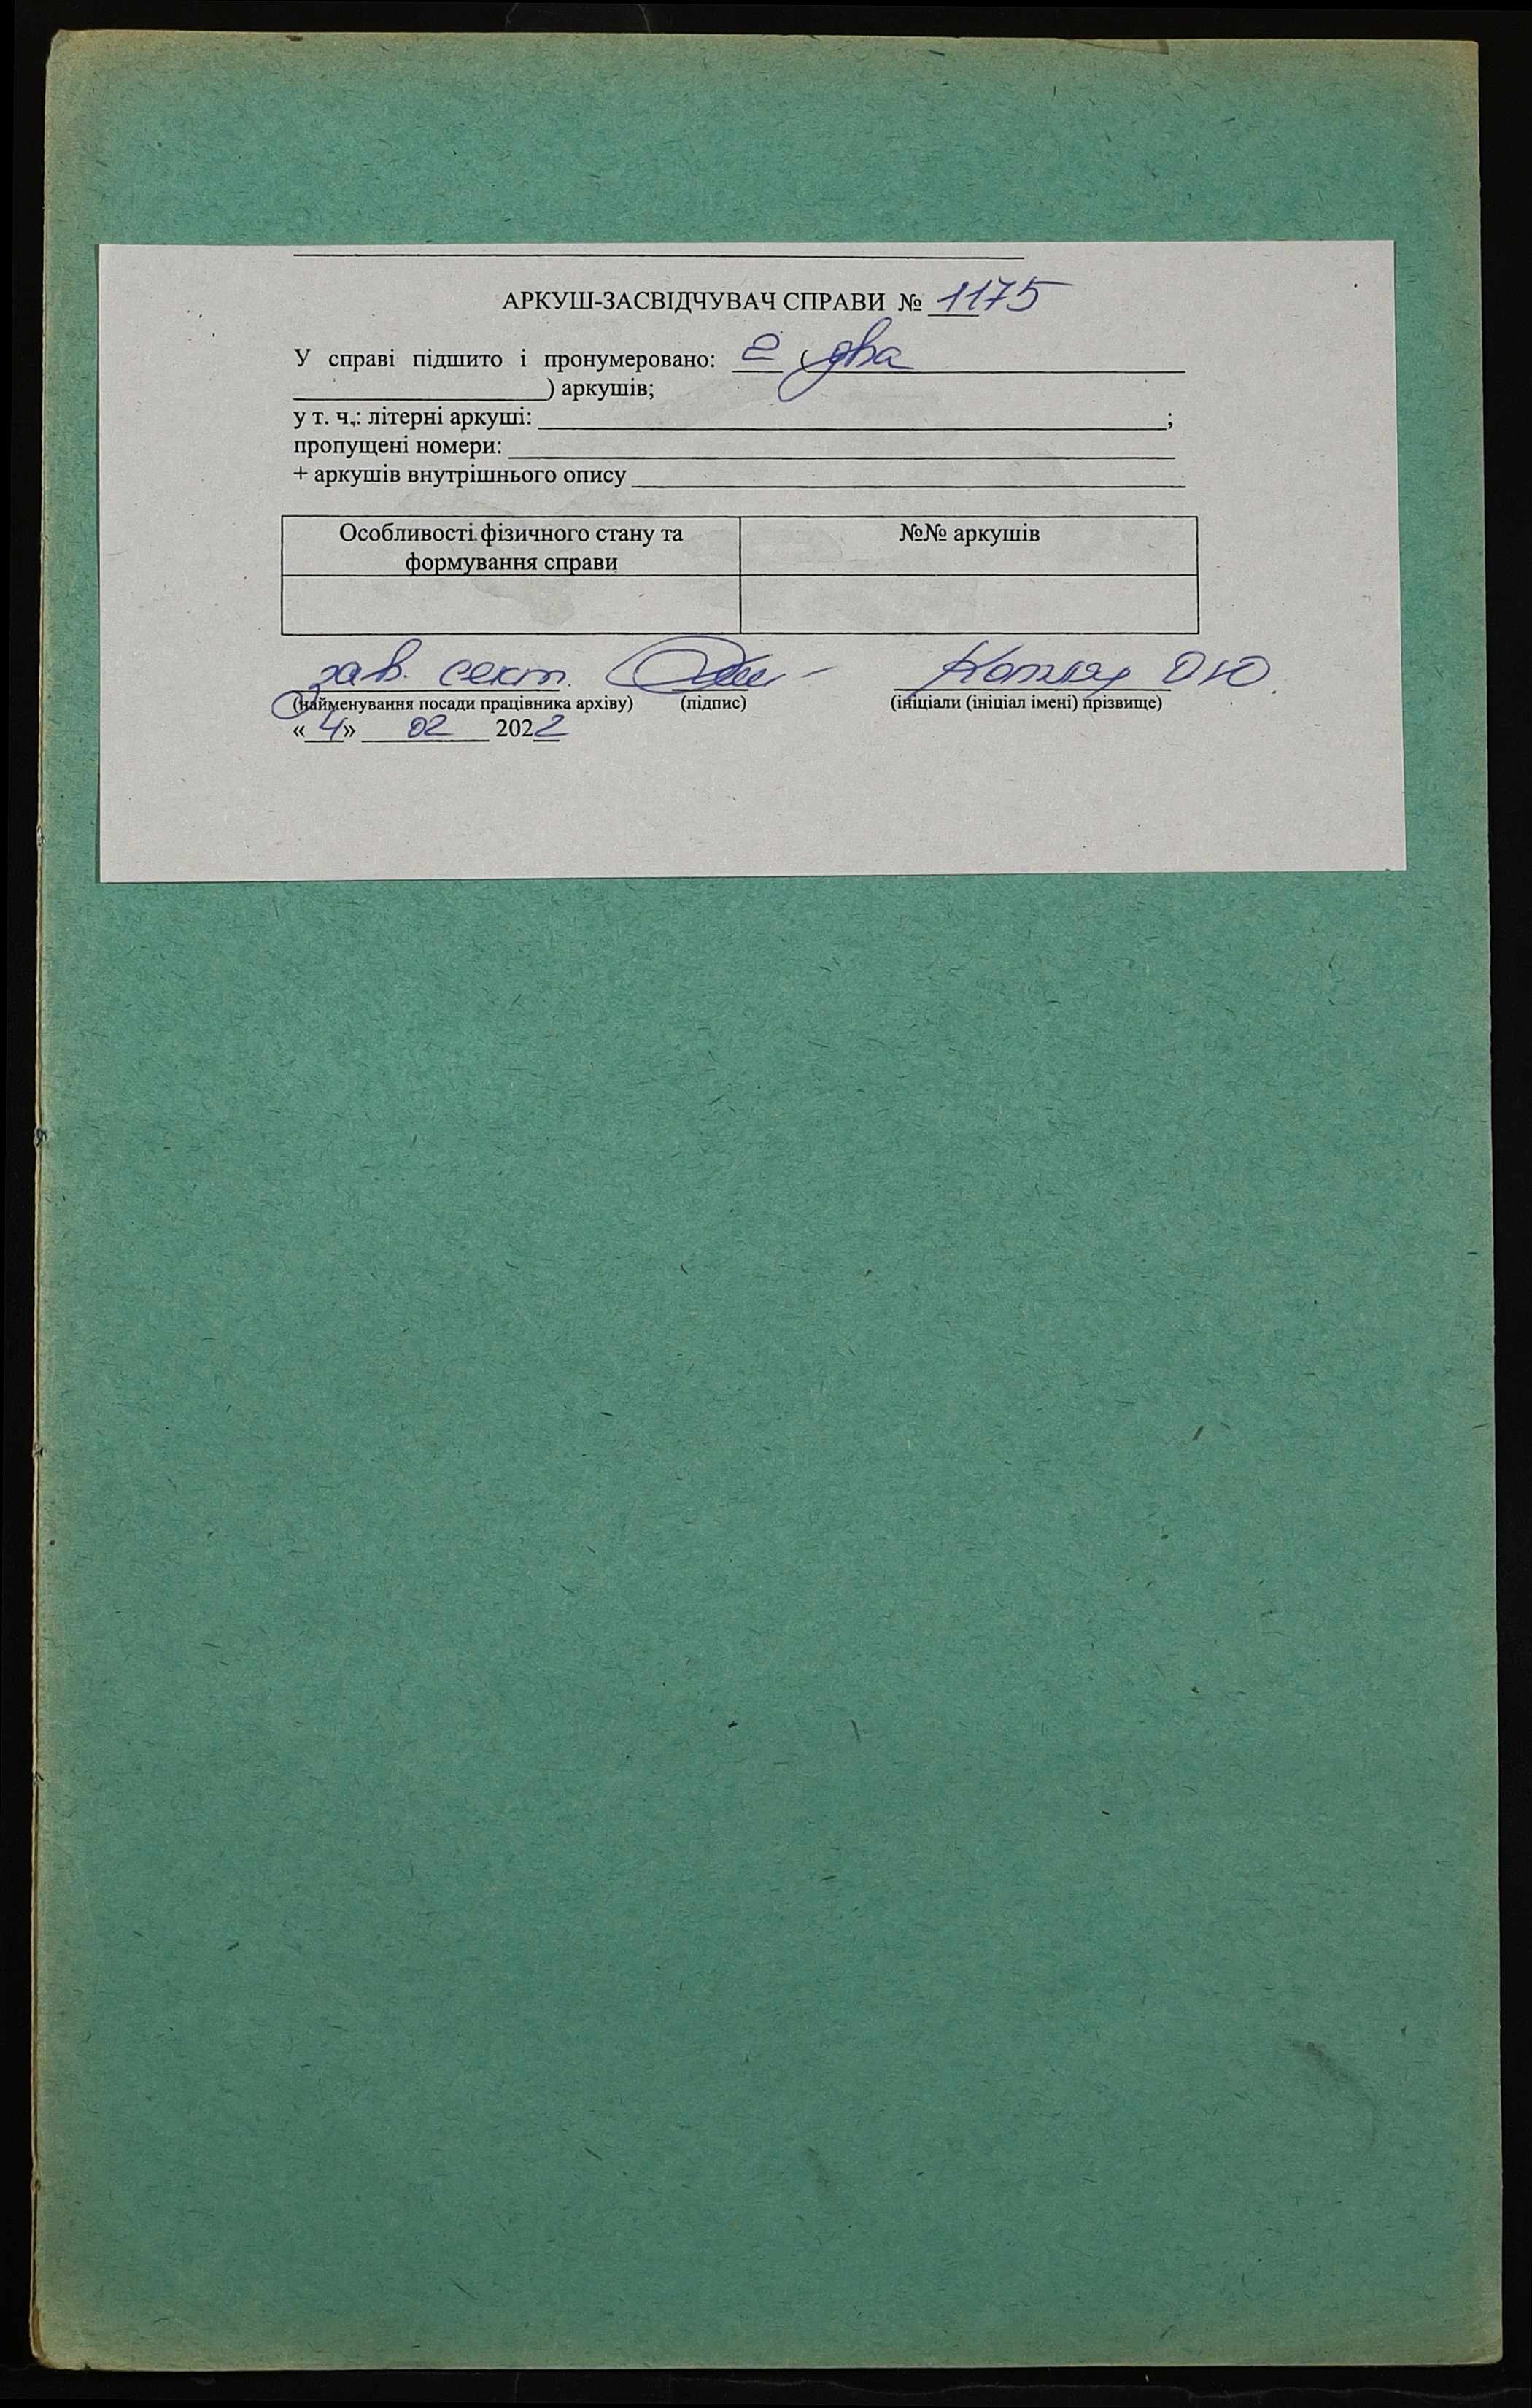 АРКУШ-ЗАСВІДЧУВАЧ СПРАВИ № 1175
У справі підшито і пронумеровано: 2 (два
) аркушів;
у т. ч.: літерні аркуші: ;
пропущені номери:
+ аркушів внутрішнього опису
Особливості фізичного стану та №№ аркушів
формування справи
зав. сект. О.Ю.
(найменування посади працівника архіву) (підпис) (ініціали (ініціал імені) прізвище)
«4» 02 2022